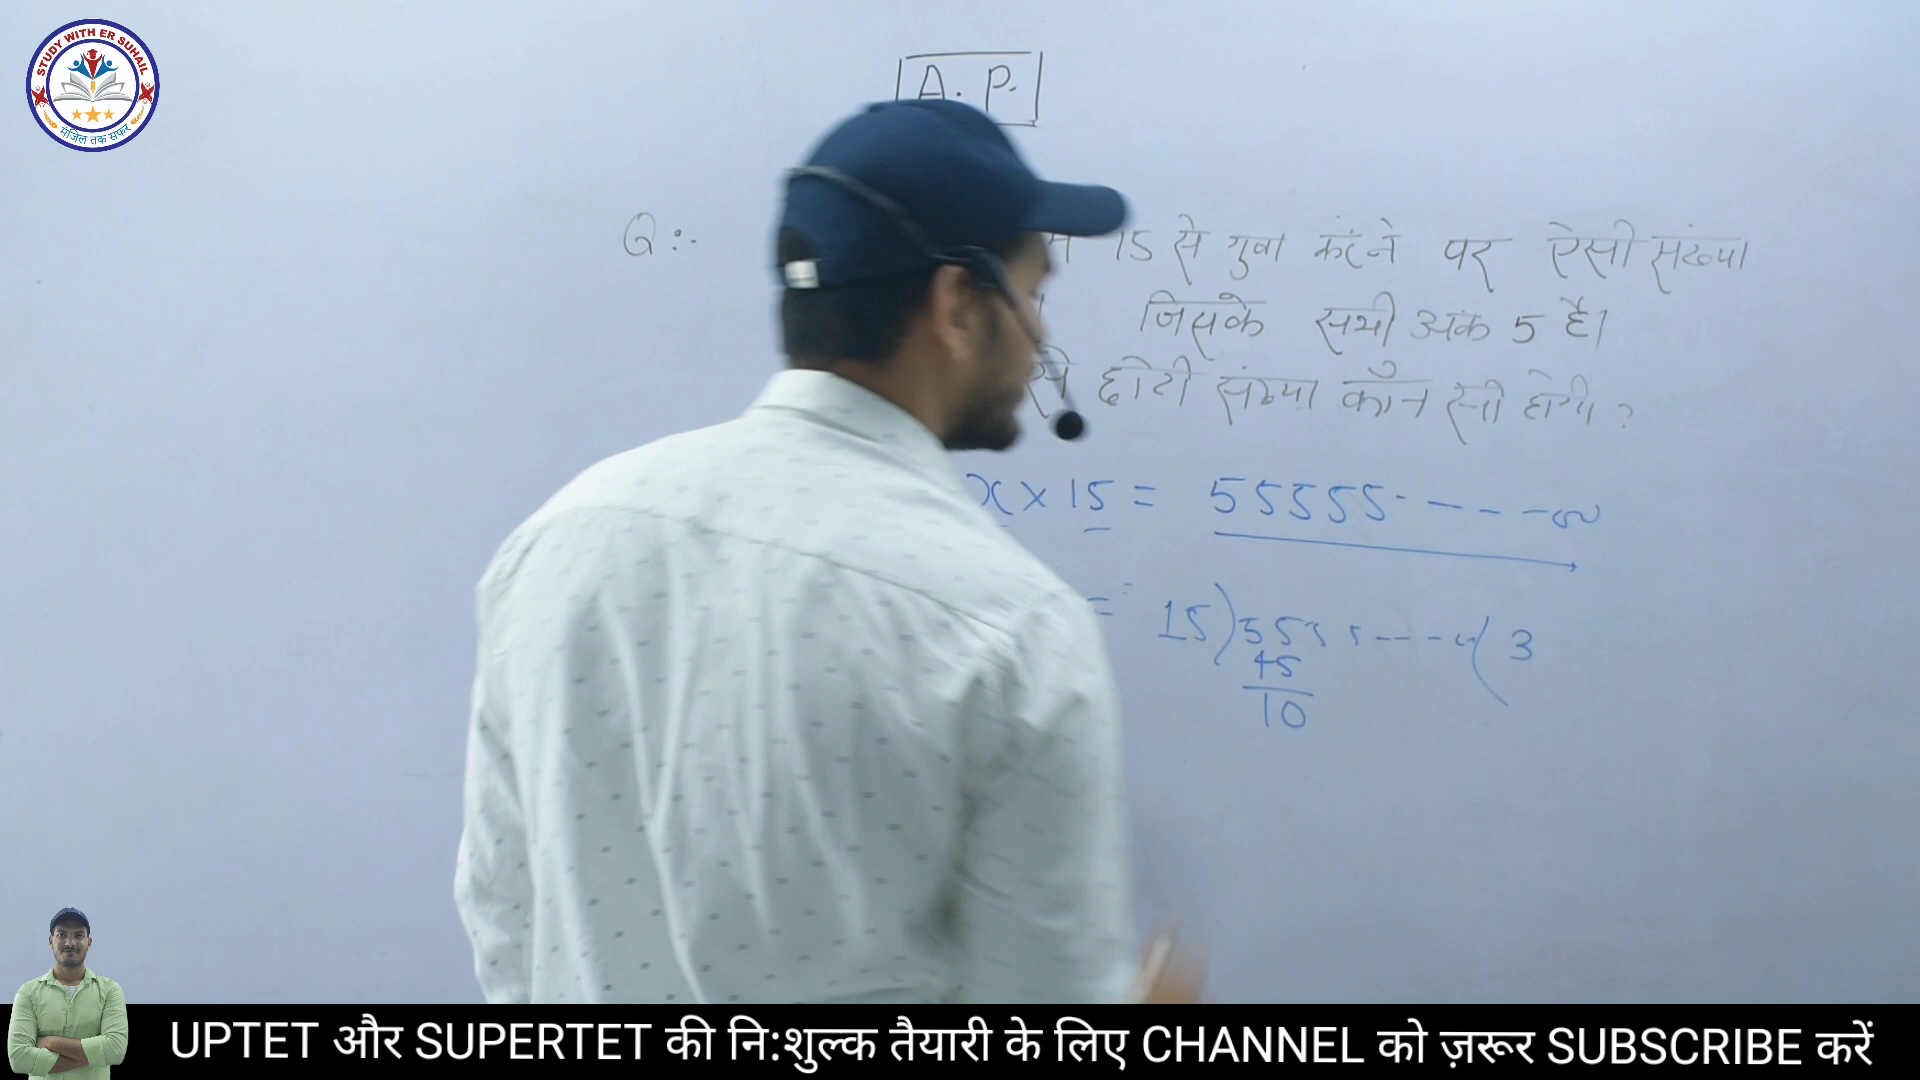 STUDY WITH ER SUHAIL
मंजिल तक सफर
A. P.
Q:- 15 से गुणा करने पर ऐसी संख्या
जिसके सभी अंक 5 है।
छोटी संख्या कौन सी होगी ?
x × 15 = 55555 - - - ∞
= 15)5555---(3
45
10
UPTET और SUPERTET की नि:शुल्क तैयारी के लिए CHANNEL को ज़रूर SUBSCRIBE करें